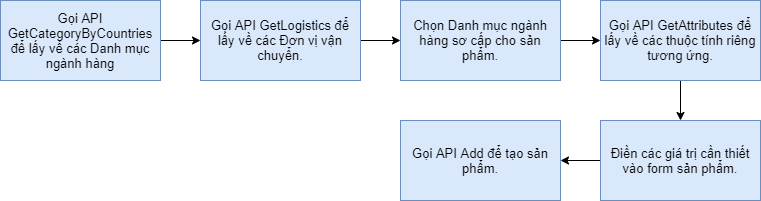 Gọi API
GetCategoryByCountries
để lấy về các Danh mục
ngành hàng
Gọi API GetLogistics để
lấy về các Đơn vị vận
chuyển.
Chọn Danh mục ngành
hàng sơ cấp cho sản
phẩm.
Gọi API GetAttributes để
lấy về các thuộc tính riêng
tương ứng.
Điền các giá trị cần thiết
vào form sản phẩm.
Gọi API Add để tạo sản
phẩm.